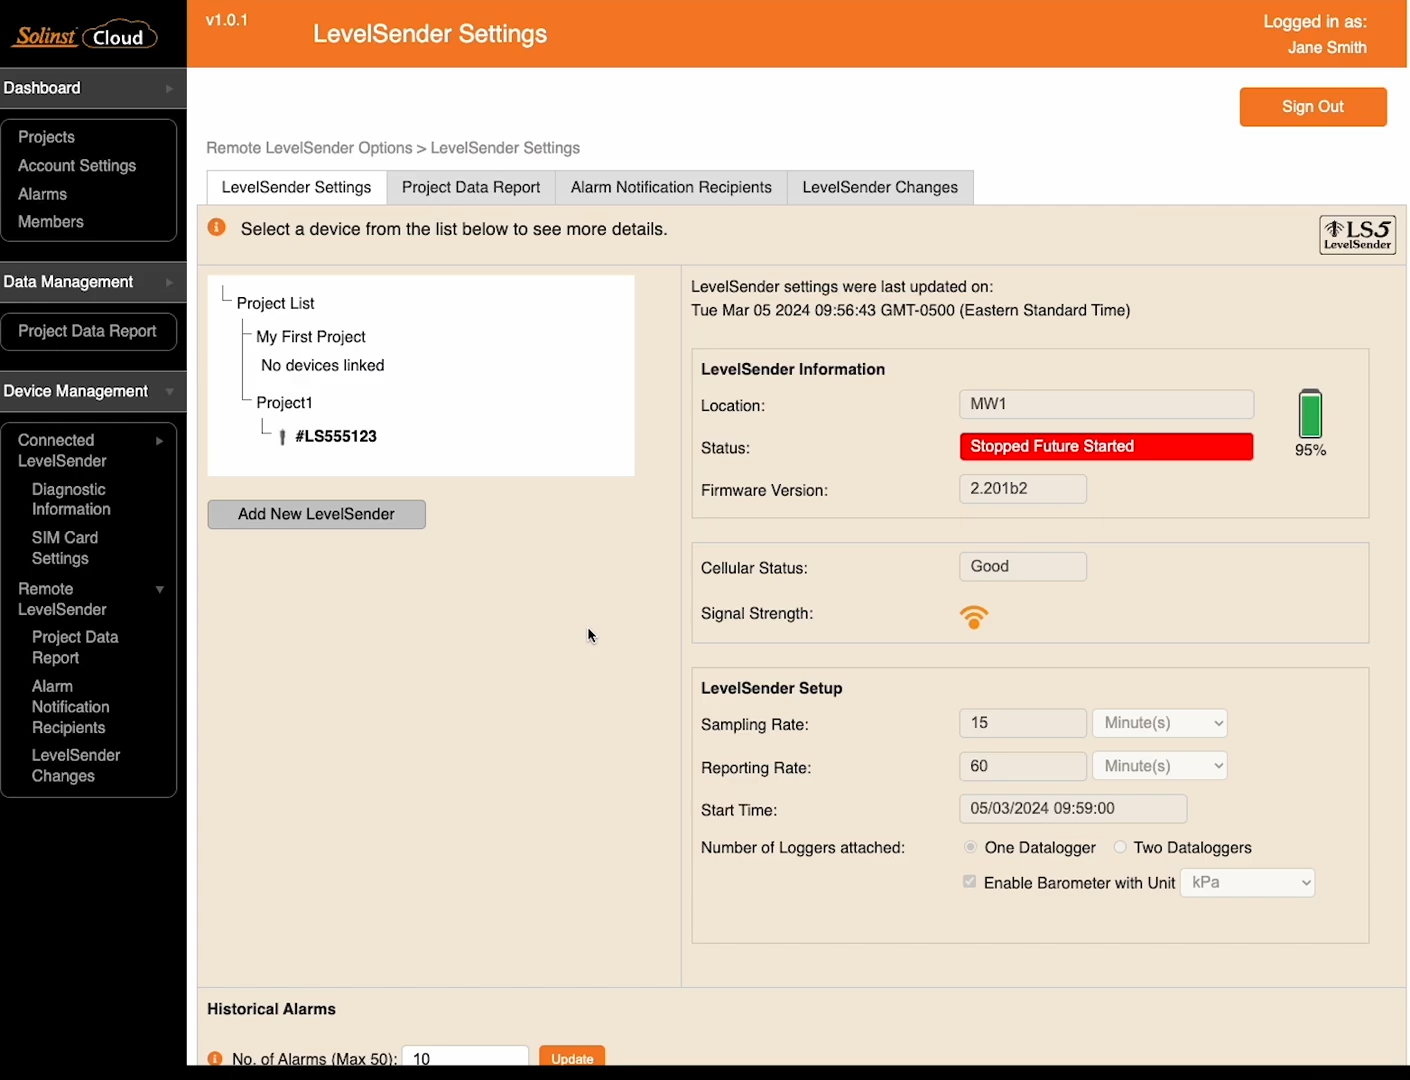 Solinst Cloud
v1.0.1
LevelSender Settings
Logged in as:
Jane Smith
Sign Out
Dashboard
Projects
Account Settings
Alarms
Members
Data Management
Project Data Report
Device Management
Connected
LevelSender
Diagnostic
Information
SIM Card
Settings
Remote
LevelSender
Project Data
Report
Alarm
Notification
Recipients
LevelSender
Changes
Remote LevelSender Options > LevelSender Settings
LevelSender Settings
Project Data Report
Alarm Notification Recipients
LevelSender Changes
Select a device from the list below to see more details.
LS5
LevelSender
Project List
My First Project
No devices linked
Project1
#LS555123
Add New LevelSender
LevelSender settings were last updated on:
Tue Mar 05 2024 09:56:43 GMT-0500 (Eastern Standard Time)
LevelSender Information
Location: MW1
Status: Stopped Future Started
95%
Firmware Version: 2.201b2
Cellular Status: Good
Signal Strength:
LevelSender Setup
Sampling Rate: 15 Minute(s)
Reporting Rate: 60 Minute(s)
Start Time: 05/03/2024 09:59:00
Number of Loggers attached: One Datalogger Two Dataloggers
Enable Barometer with Unit kPa
Historical Alarms
No. of Alarms (Max 50): 10 Update